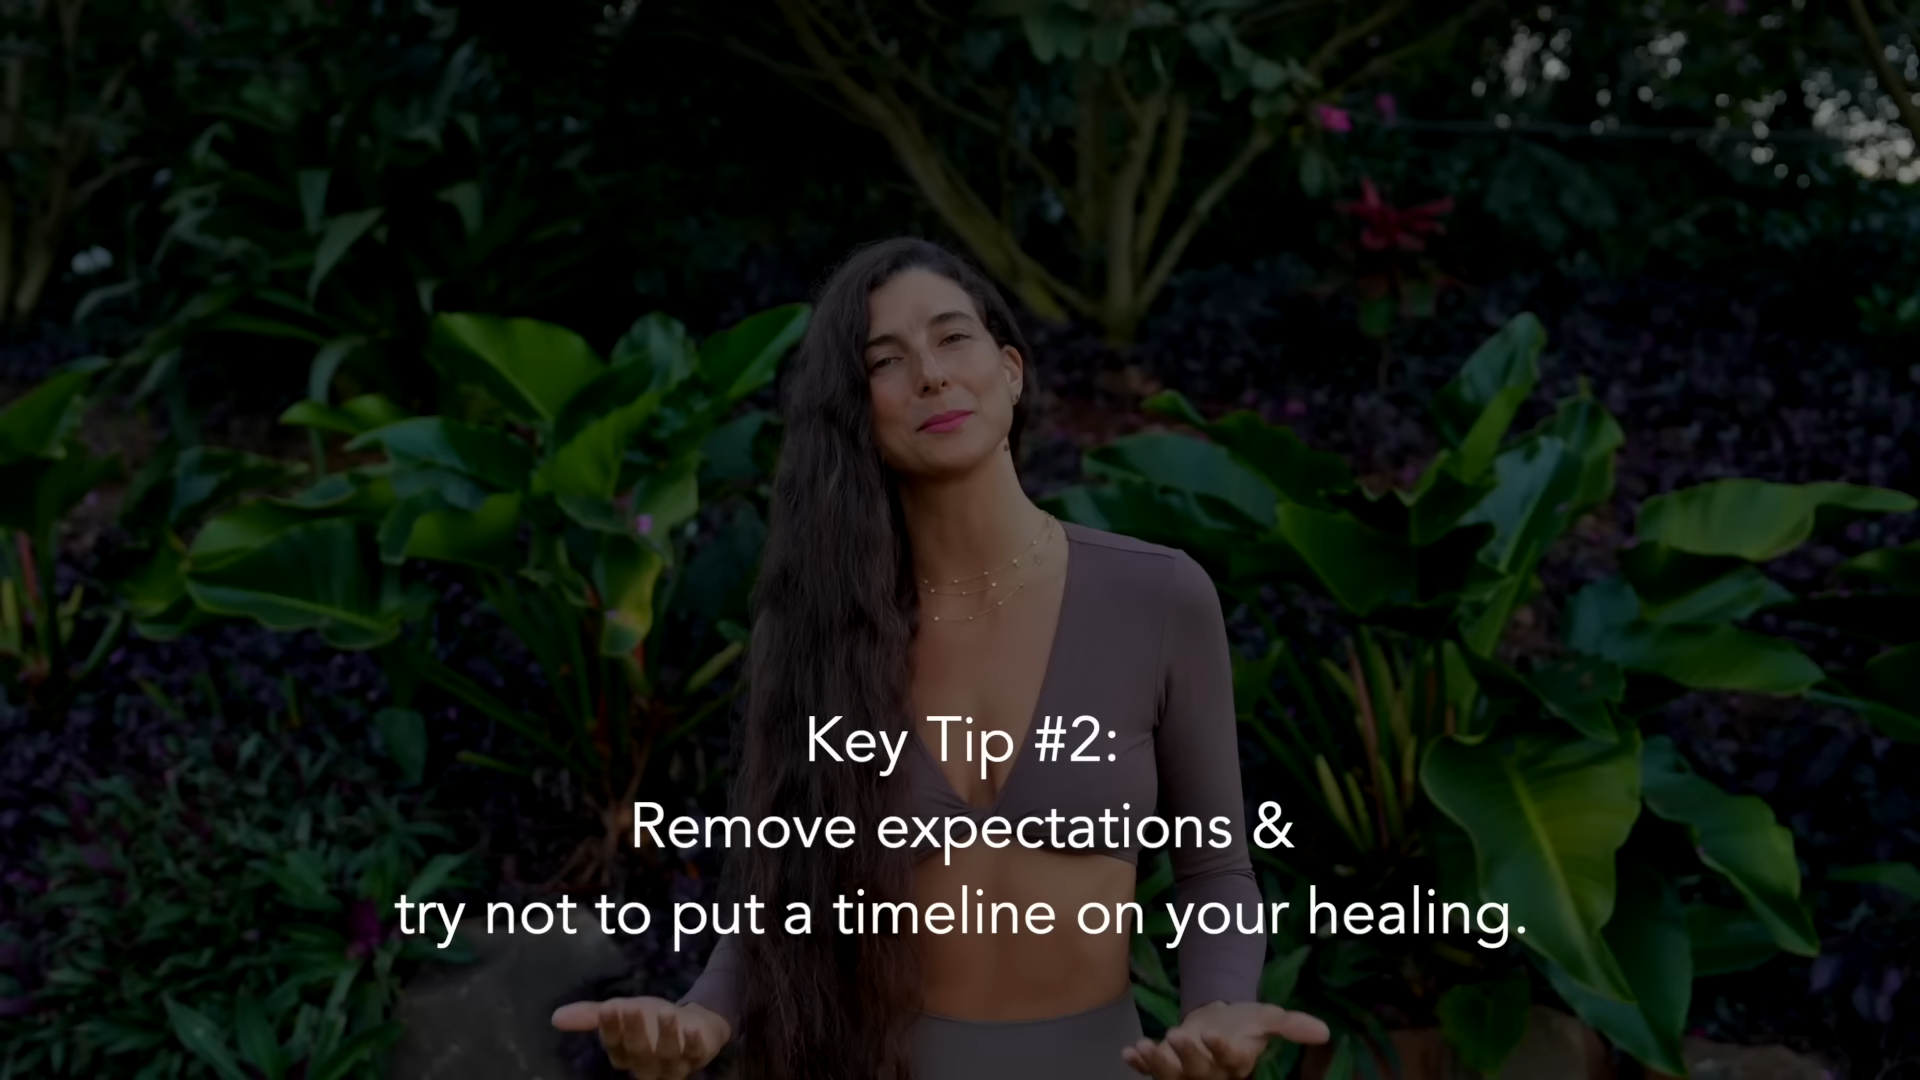 Key Tip #2:
Remove expectations &
try not to put a timeline on your healing.